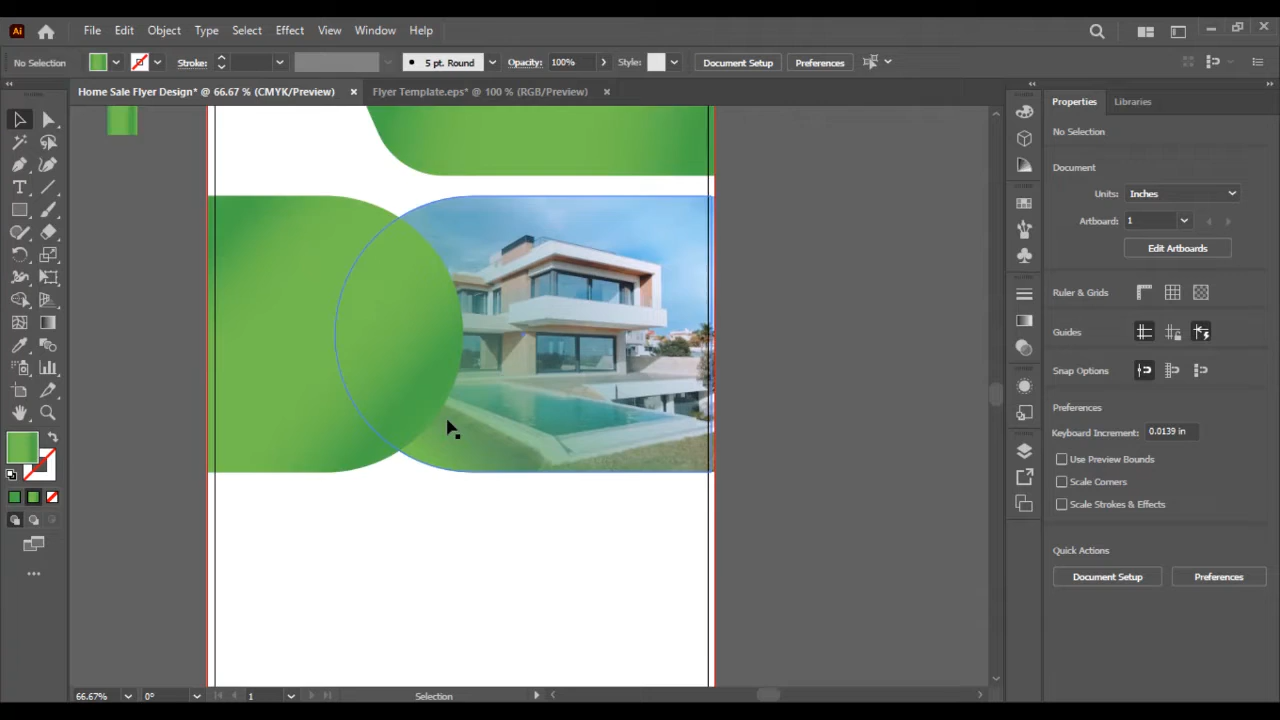 Ai File Edit Object Type Select Effect View Window Help
No Selection Stroke: 5 pt. Round Opacity: 100% Style: Document Setup Preferences
Home Sale Flyer Design* @ 66.67 % (CMYK/Preview) × Flyer Template.eps* @ 100 % (RGB/Preview) ×
Properties Libraries
No Selection
Document
Units: Inches
Artboard: 1
Edit Artboards
Ruler & Grids
Guides
Snap Options
Preferences
Keyboard Increment: 0.0139 in
Use Preview Bounds
Scale Corners
Scale Strokes & Effects
Quick Actions
Document Setup Preferences
66.67% 0° 1 Selection